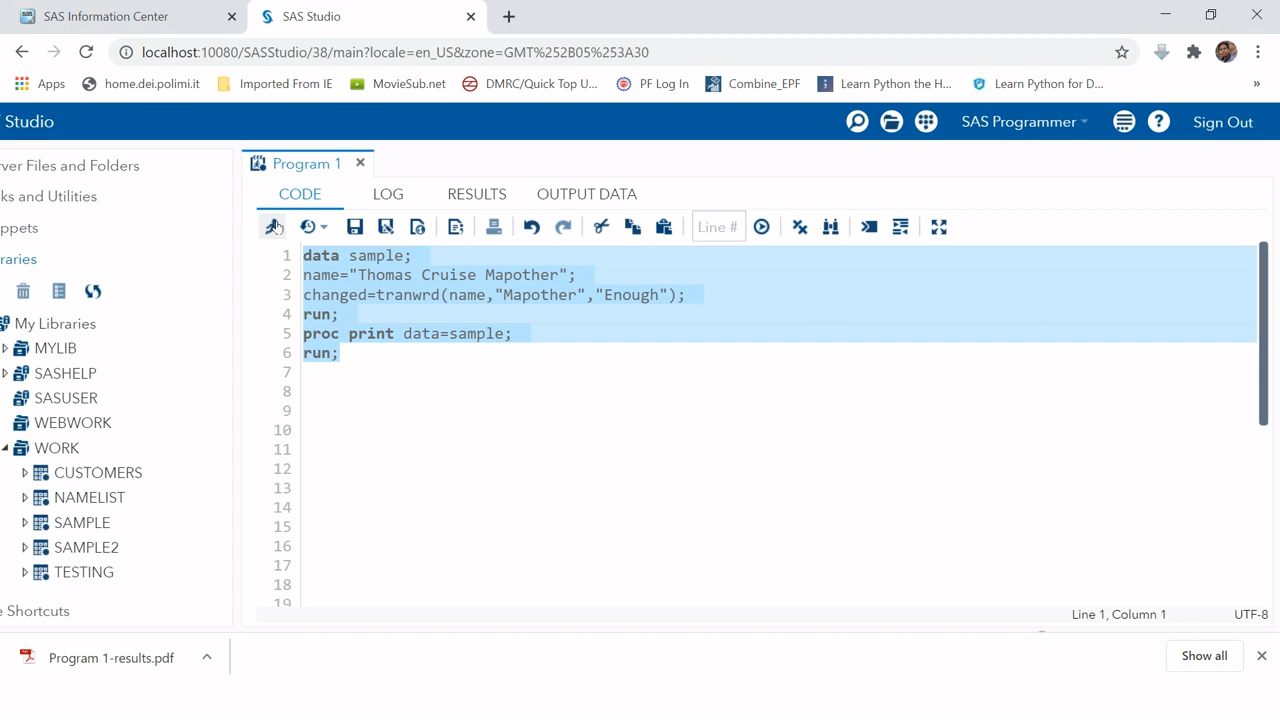 SAS Information Center
SAS Studio
localhost:10080/SASStudio/38/main?locale=en_US&zone=GMT%252B05%253A30
Apps
home.dei.polimi.it
Imported From IE
MovieSub.net
DMRC/Quick Top U...
PF Log In
Combine_EPF
Learn Python the H...
Learn Python for D...
»
Studio
SAS Programmer
Sign Out
rver Files and Folders
Program 1
ks and Utilities
CODE
LOG
RESULTS
OUTPUT DATA
ppets
Line #
raries
My Libraries
MYLIB
SASHELP
SASUSER
WEBWORK
WORK
CUSTOMERS
NAMELIST
SAMPLE
SAMPLE2
TESTING
e Shortcuts
1 data sample;
2 name="Thomas Cruise Mapother";
3 changed=tranwrd(name,"Mapother","Enough");
4 run;
5 proc print data=sample;
6 run;
7
8
9
10
11
12
13
14
15
16
17
18
19
Line 1, Column 1
UTF-8
Program 1-results.pdf
Show all